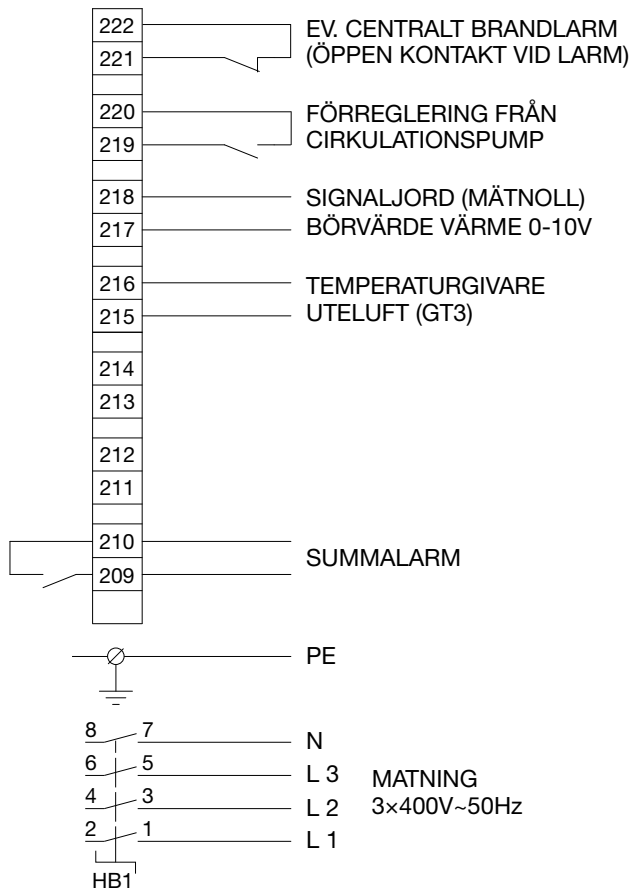 222
EV. CENTRALT BRANDLARM
221
(ÖPPEN KONTAKT VID LARM)
220
FÖRREGLERING FRÅN
219
CIRKULATIONSPUMP
218
SIGNALJORD (MÄTNOLL)
217
BÖRVÄRDE VÄRME 0-10V
216
TEMPERATURGIVARE
215
UTELUFT (GT3)
214
213
212
211
210
SUMMALARM
209
PE
8 7 N
6 5 L 3
MATNING
4 3 L 2
3×400V~50Hz
2 1 L 1
HB1